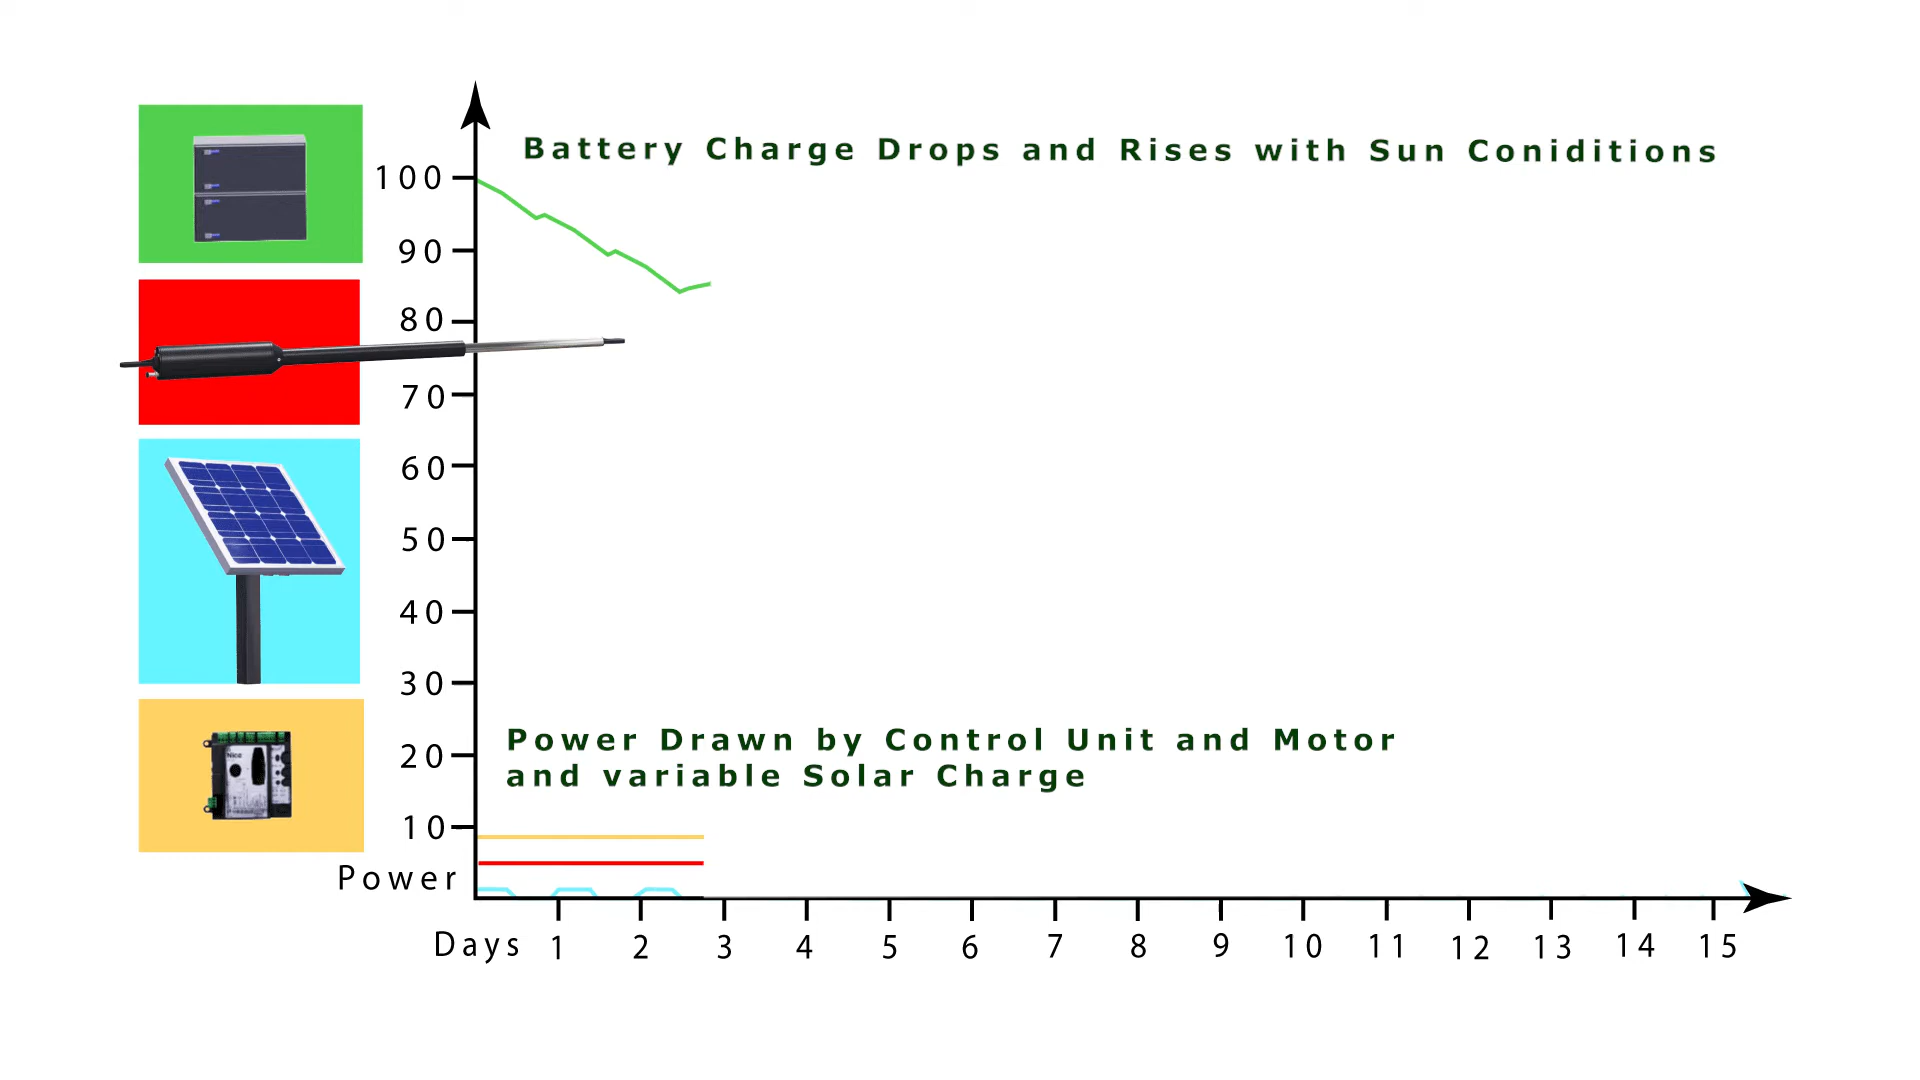 Battery Charge Drops and Rises with Sun Coniditions
100
90
80
70
60
50
40
30
Power Drawn by Control Unit and Motor
20
and variable Solar Charge
10
Nice
Power
Days 1 2 3 4 5 6 7 8 9 10 11 12 13 14 15